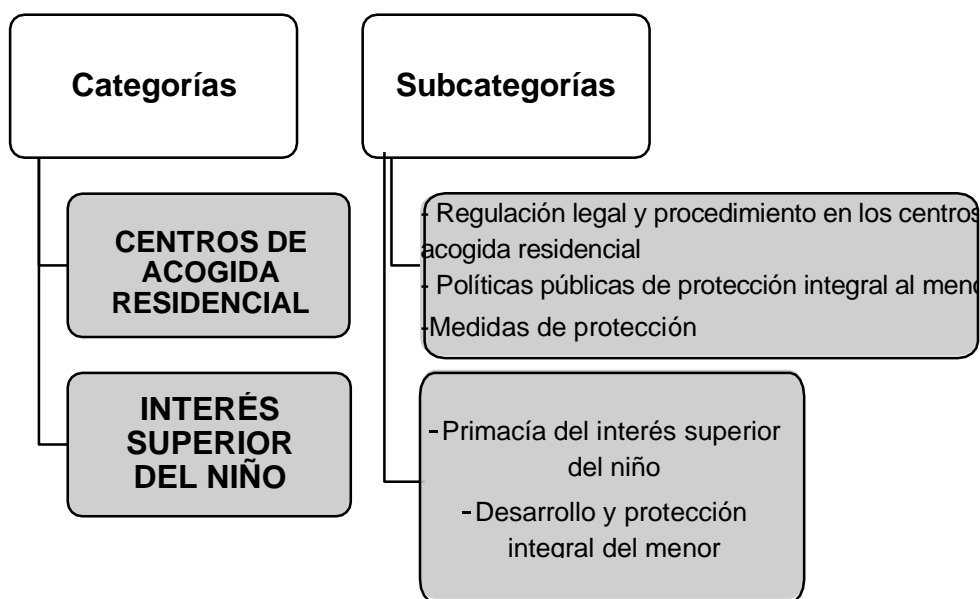 Categorías
Subcategorías
CENTROS DE
ACOGIDA
RESIDENCIAL
- Regulación legal y procedimiento en los centros
acogida residencial
- Políticas públicas de protección integral al meno
-Medidas de protección
INTERÉS
SUPERIOR
DEL NIÑO
-Primacía del interés superior
del niño
-Desarrollo y protección
integral del menor